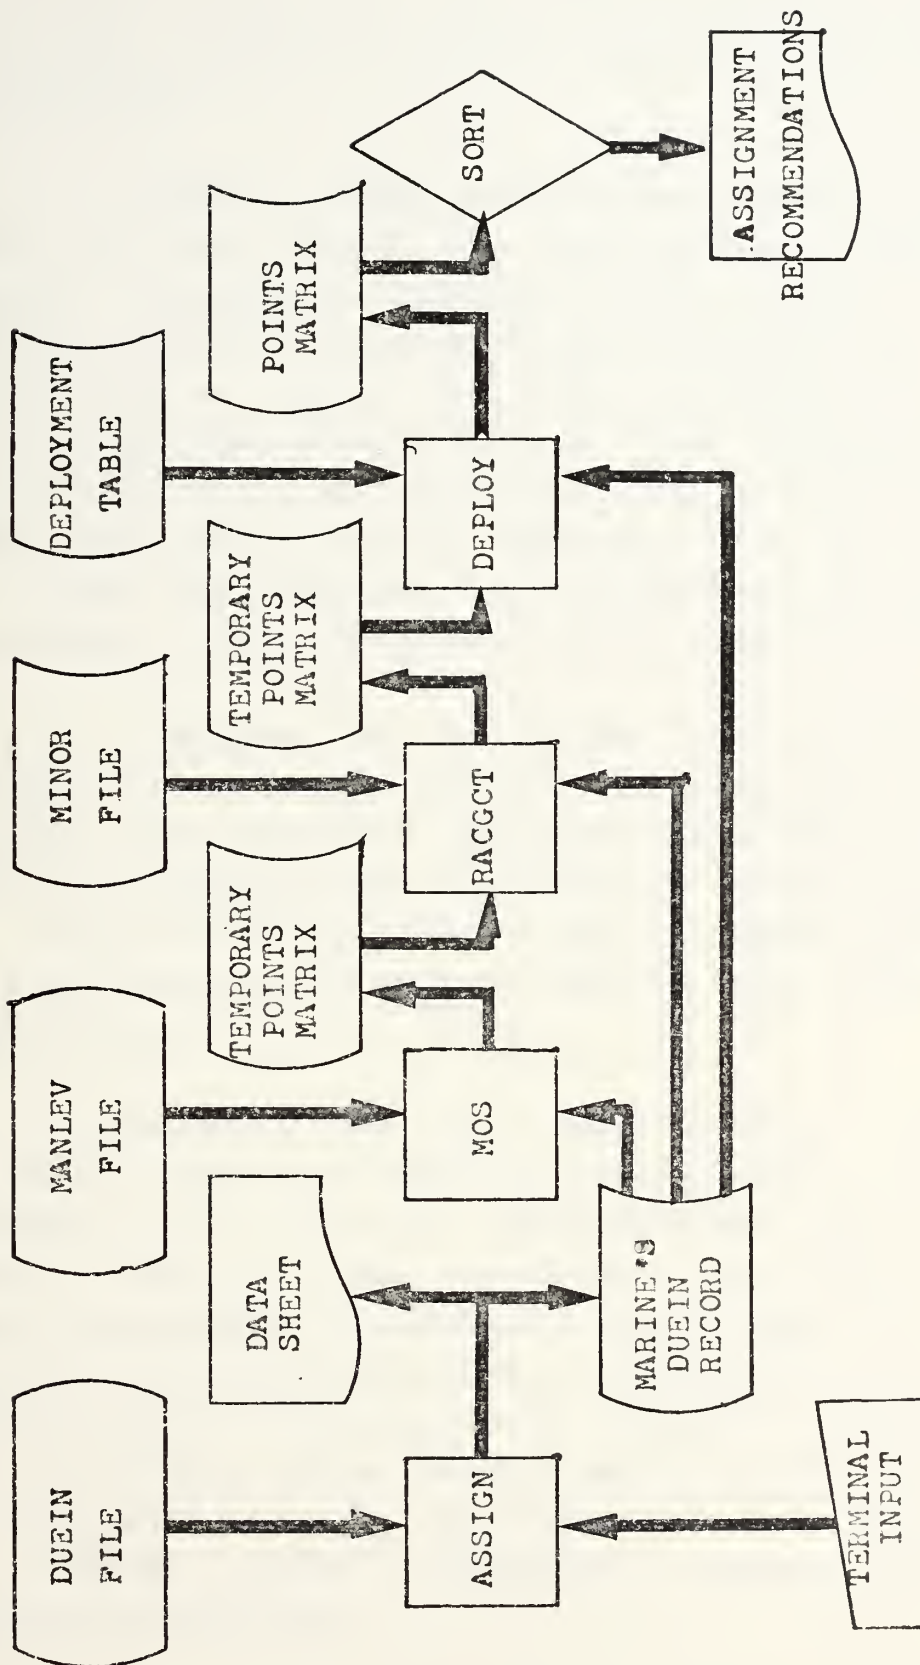 DUEIN
FILE
MANLEV
FILE
MINOR
FILE
DEPLOYMENT
TABLE
DATA
SHEET
TEMPORARY
POINTS
MATRIX
TEMPORARY
POINTS
MATRIX
POINTS
MATRIX
ASSIGN
MOS
RACGCT
DEPLOY
SORT
MARINE'S
DUEIN
RECORD
ASSIGNMENT
RECOMMENDATIONS
TERMINAL
INPUT